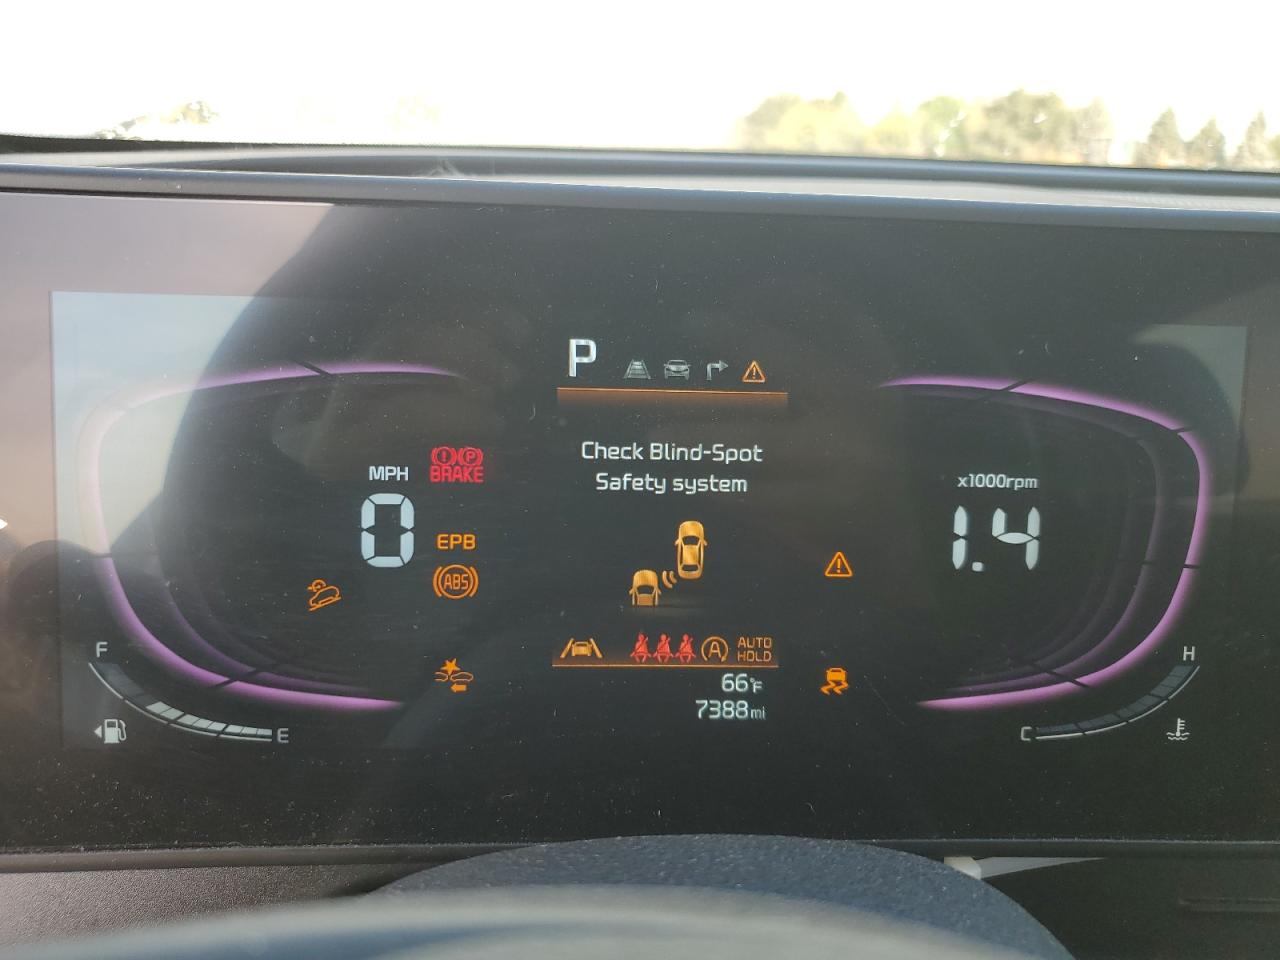 P
Check Blind-Spot
Safety system
MPH
0
(!)(P)
BRAKE
EPB
ABS
x1000rpm
1.4
A
AUTO
HOLD
66°F
7388mi
F
E
H
C